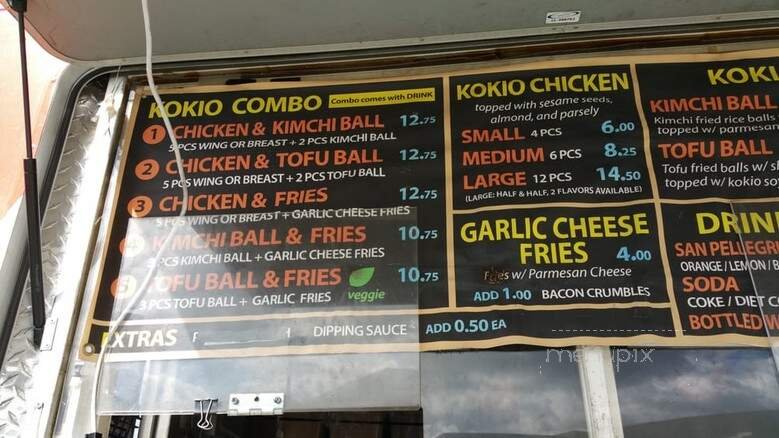 KOKIO COMBO Combo comes with DRINK
1 CHICKEN & KIMCHI BALL 12.75
5 PCS WING OR BREAST + 2 PCS KIMCHI BALL
2 CHICKEN & TOFU BALL 12.75
5 PCS WING OR BREAST + 2 PCS TOFU BALL
3 CHICKEN & FRIES 12.75
5 PCS WING OR BREAST + GARLIC CHEESE FRIES
4 KIMCHI BALL & FRIES 10.75
3 PCS KIMCHI BALL + GARLIC CHEESE FRIES
5 TOFU BALL & FRIES 10.75
3 PCS TOFU BALL + GARLIC FRIES veggie
EXTRAS
DIPPING SAUCE ADD 0.50 EA
KOKIO CHICKEN
topped with sesame seeds,
almond, and parsely
SMALL 4 PCS 6.00
MEDIUM 6 PCS 8.25
LARGE 12 PCS 14.50
(LARGE: HALF & HALF, 2 FLAVORS AVAILABLE)
GARLIC CHEESE
FRIES 4.00
Fries w/ Parmesan Cheese
ADD 1.00 BACON CRUMBLES
KIMCHI BALL
Kimchi fried rice balls
topped w/ parmesan
TOFU BALL
Tofu fried balls w/
topped w/ kokio
SAN PELLEG
ORANGE / LEMON /
SODA
COKE / DIET
BOTTLED
menupix